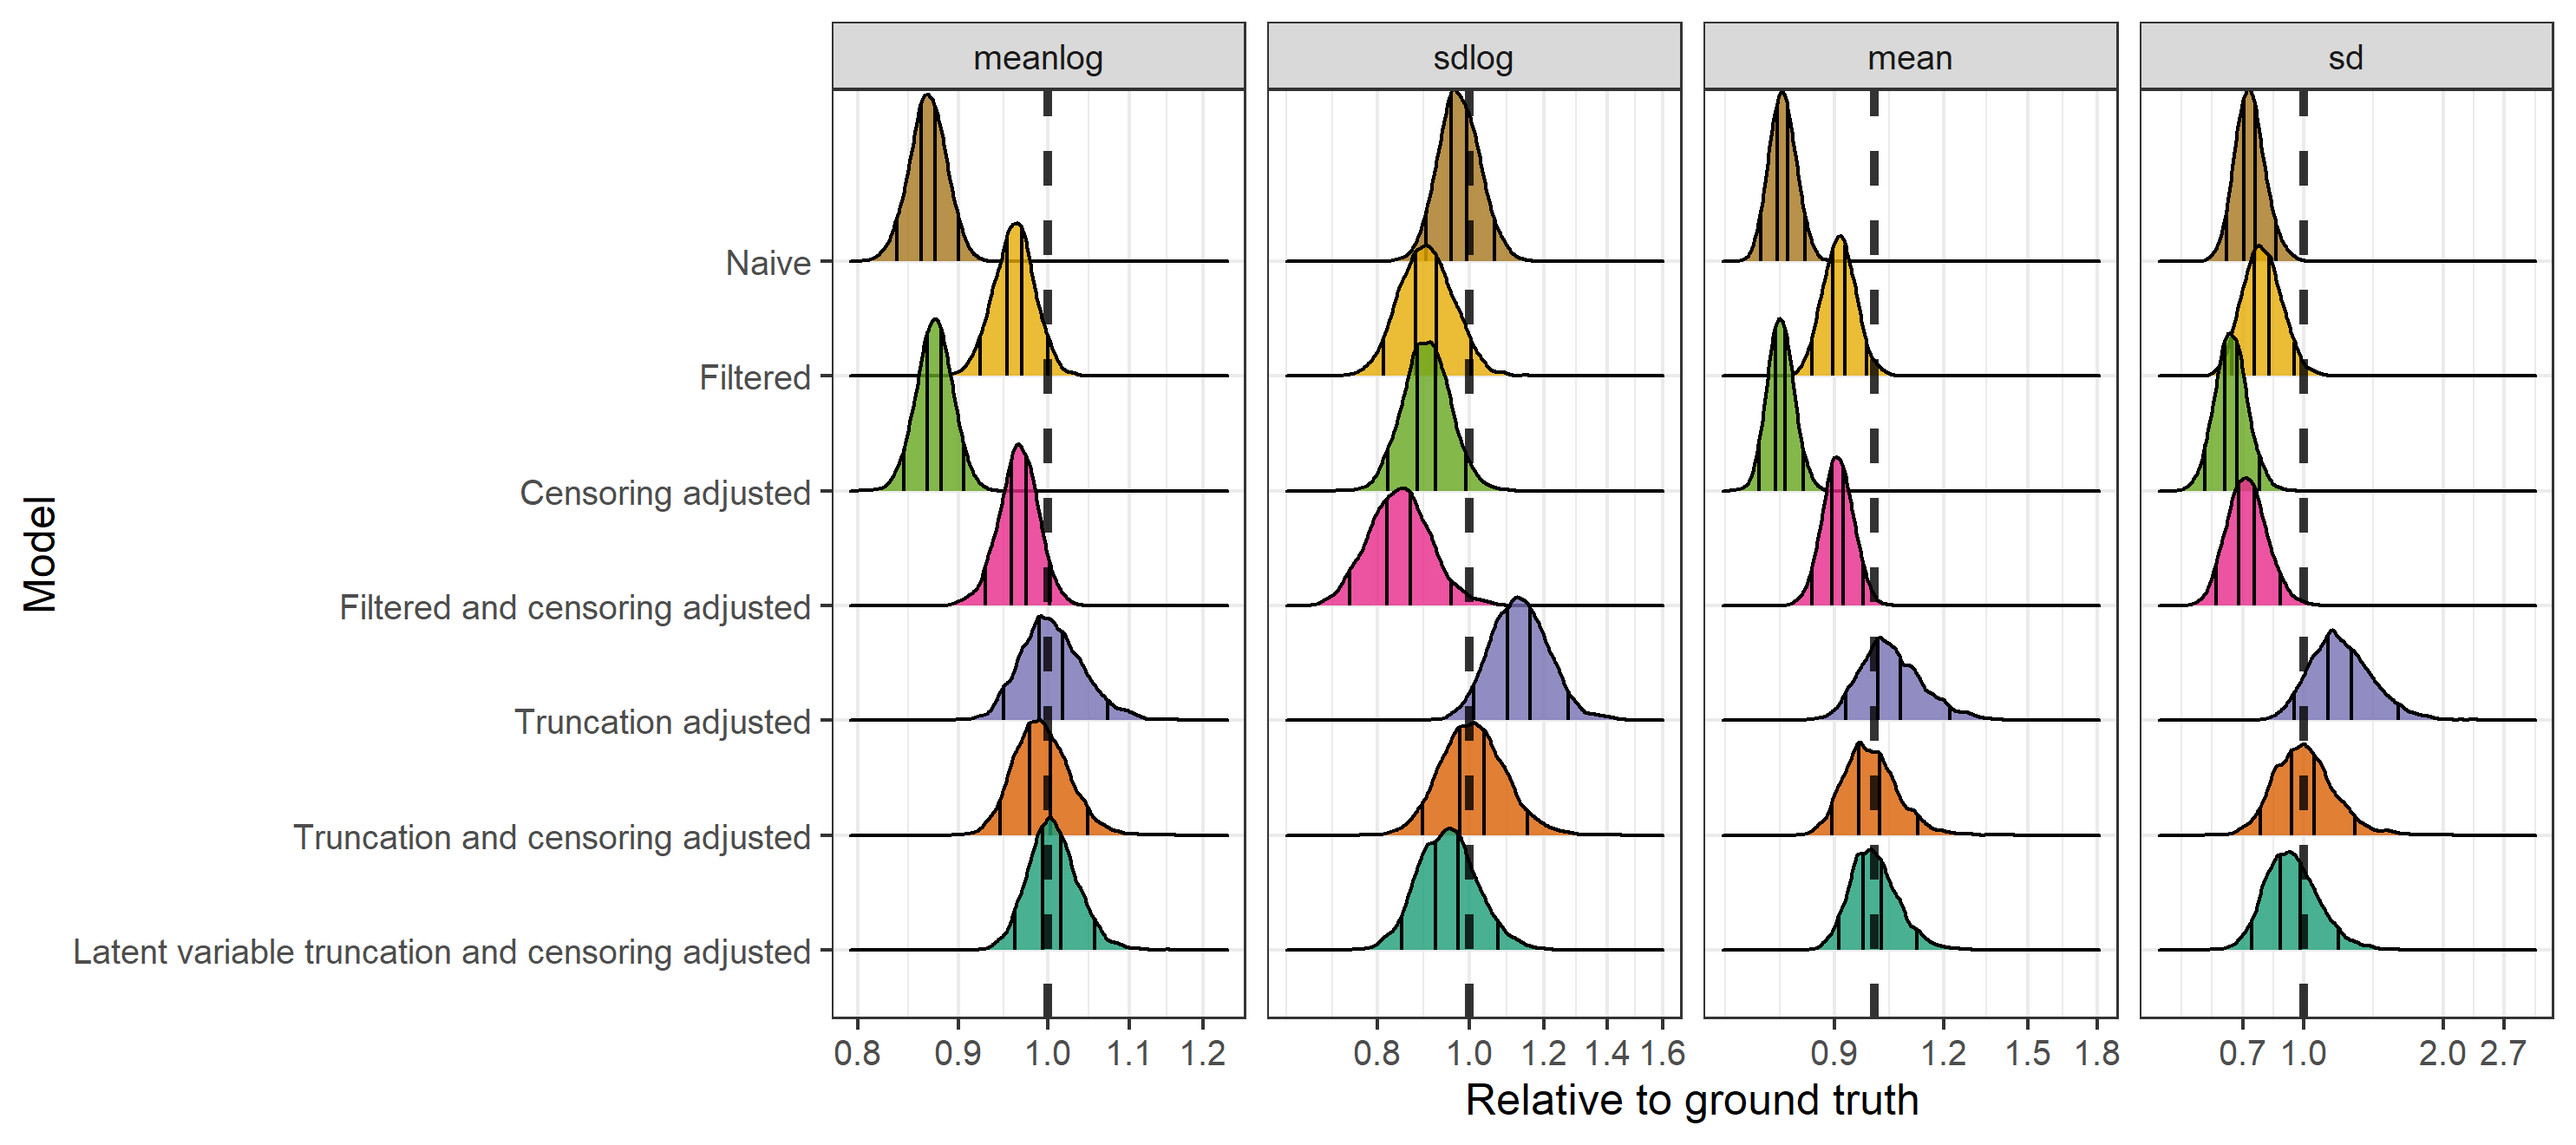 meanlog sdlog mean sd
Naive
Filtered
Censoring adjusted
Filtered and censoring adjusted
Truncation adjusted
Truncation and censoring adjusted
Latent variable truncation and censoring adjusted
Model
0.8 0.9 1.0 1.1 1.2 0.8 1.0 1.2 1.4 1.6 0.9 1.2 1.5 1.8 0.7 1.0 2.0 2.7
Relative to ground truth